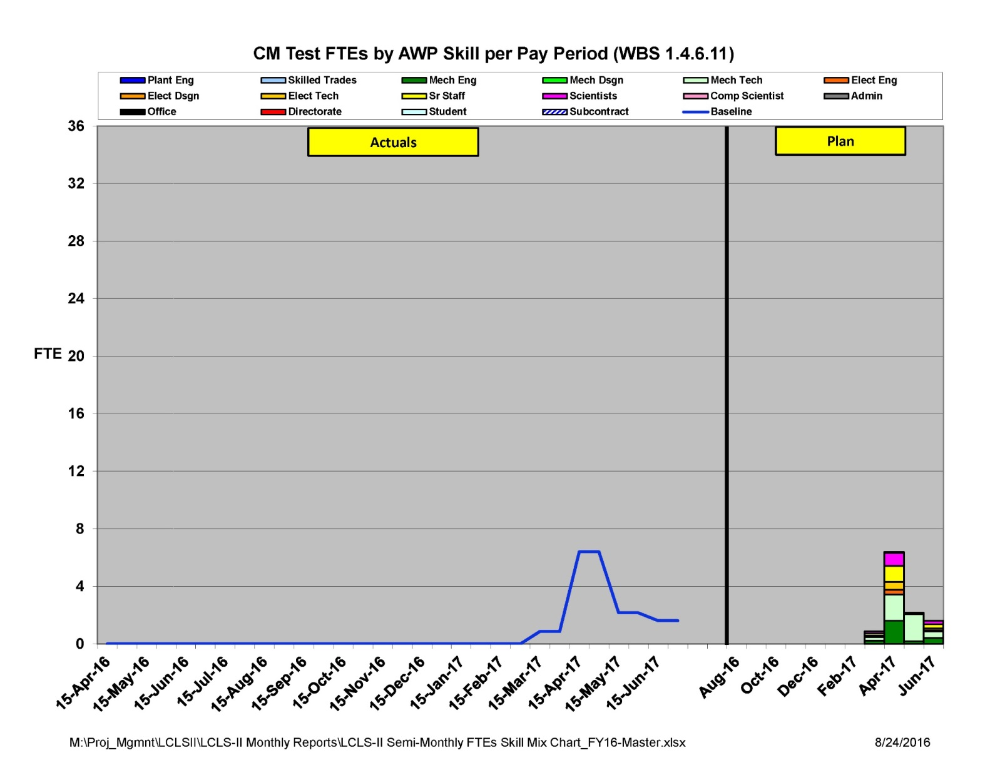 CM Test FTEs by AWP Skill per Pay Period (WBS 1.4.6.11)
Plant Eng Skilled Trades Mech Eng Mech Dsgn Mech Tech Elect Eng
Elect Dsgn Elect Tech Sr Staff Scientists Comp Scientist Admin
Office Directorate Student Subcontract Baseline
Actuals Plan
36
32
28
24
FTE 20
16
12
8
4
0
15-Apr-16 15-May-16 15-Jun-16 15-Jul-16 15-Aug-16 15-Sep-16 15-Oct-16 15-Nov-16 15-Dec-16 15-Jan-17 15-Feb-17 15-Mar-17 15-Apr-17 15-May-17 15-Jun-17 Aug-16 Oct-16 Dec-16 Feb-17 Apr-17 Jun-17
M:\Proj_Mgmnt\LCLSII\LCLS-II Monthly Reports\LCLS-II Semi-Monthly FTEs Skill Mix Chart_FY16-Master.xlsx 8/24/2016